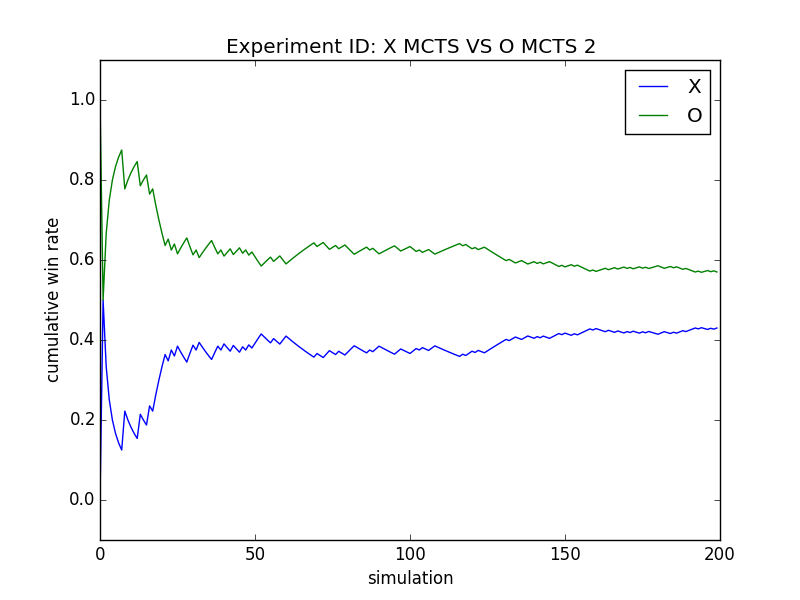 Experiment ID: X MCTS VS O MCTS 2
X
O
cumulative win rate
1.0
0.8
0.6
0.4
0.2
0.0
0 50 100 150 200
simulation